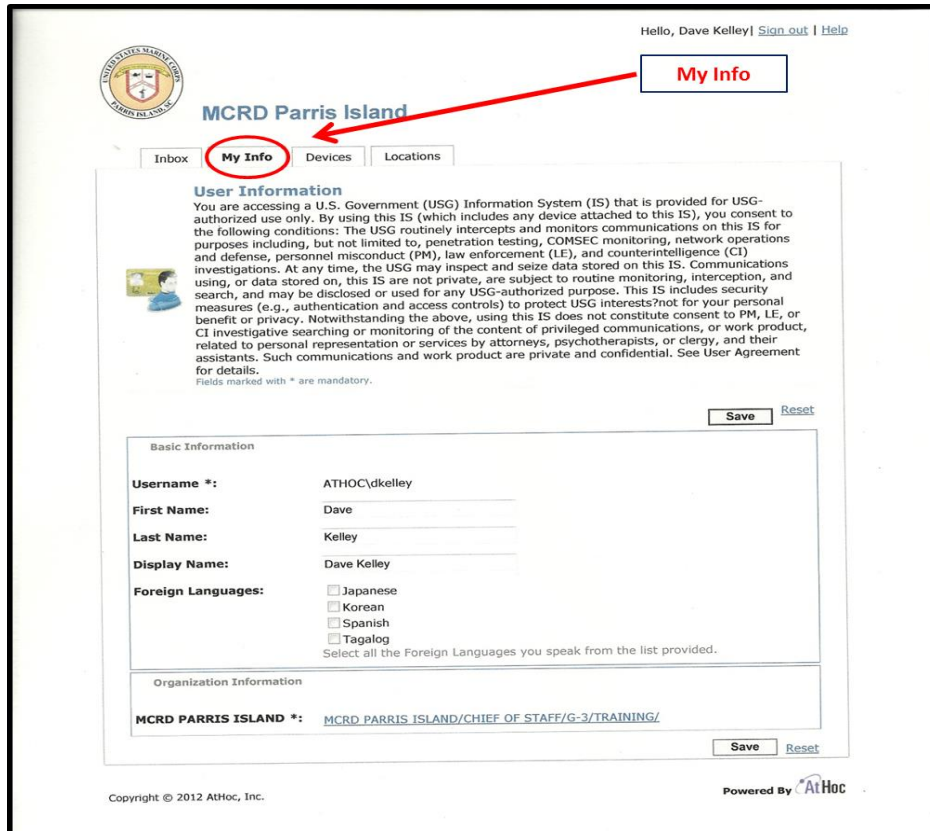 Hello, Dave Kelley| Sign out | Help
My Info
UNITED STATES MARINE CORPS
PARRIS ISLAND, SC
MCRD Parris Island
Inbox
My Info
Devices
Locations
User Information
You are accessing a U.S. Government (USG) Information System (IS) that is provided for USG-
authorized use only. By using this IS (which includes any device attached to this IS), you consent to
the following conditions: The USG routinely intercepts and monitors communications on this IS for
purposes including, but not limited to, penetration testing, COMSEC monitoring, network operations
and defense, personnel misconduct (PM), law enforcement (LE), and counterintelligence (CI)
investigations. At any time, the USG may inspect and seize data stored on this IS. Communications
using, or data stored on, this IS are not private, are subject to routine monitoring, interception, and
search, and may be disclosed or used for any USG-authorized purpose. This IS includes security
measures (e.g., authentication and access controls) to protect USG interests?not for your personal
benefit or privacy. Notwithstanding the above, using this IS does not constitute consent to PM, LE, or
CI investigative searching or monitoring of the content of privileged communications, or work product,
related to personal representation or services by attorneys, psychotherapists, or clergy, and their
assistants. Such communications and work product are private and confidential. See User Agreement
for details.
Fields marked with * are mandatory.
Save Reset
Basic Information
Username *: ATHOC\dkelley
First Name: Dave
Last Name: Kelley
Display Name: Dave Kelley
Foreign Languages: Japanese
Korean
Spanish
Tagalog
Select all the Foreign Languages you speak from the list provided.
Organization Information
MCRD PARRIS ISLAND *: MCRD PARRIS ISLAND/CHIEF OF STAFF/G-3/TRAINING/
Save Reset
Copyright © 2012 AtHoc, Inc.
Powered By AtHoc